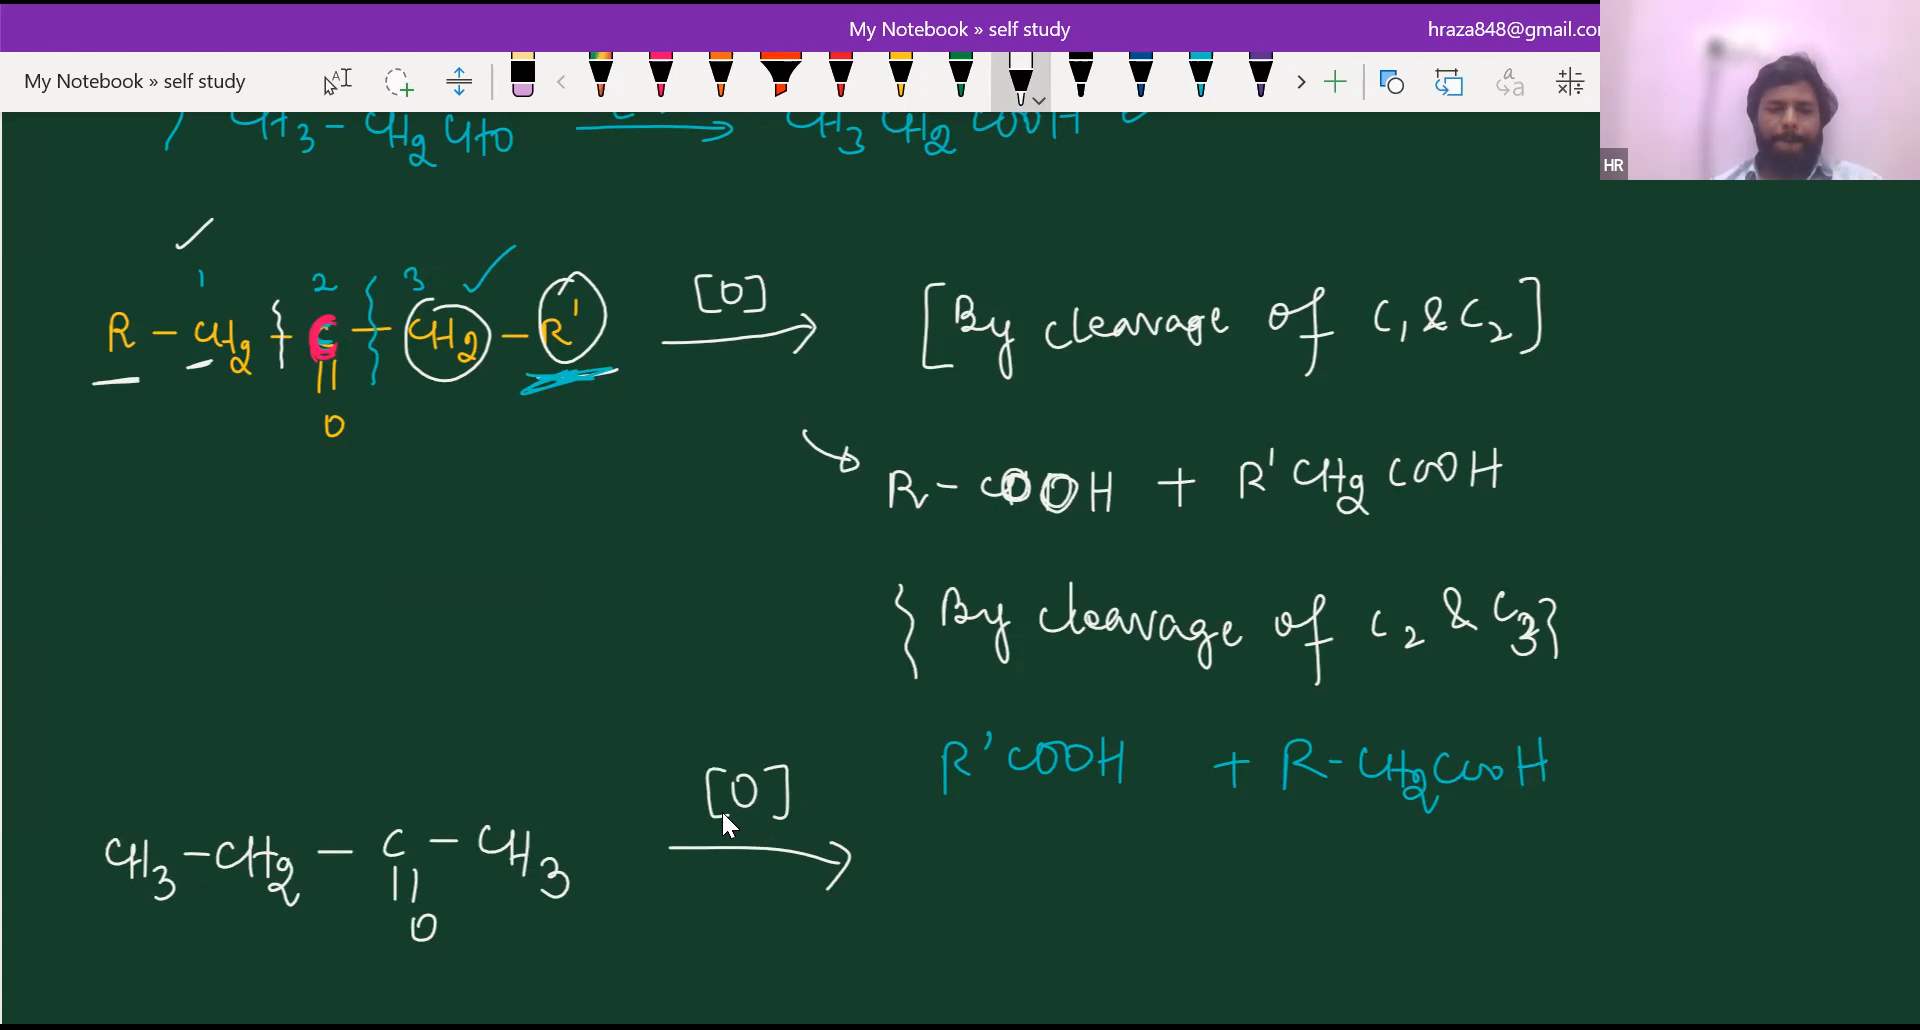 My Notebook » self study
hraza848@gmail.co
My Notebook » self study
HR
CH3 – CH2 CHO ⟶ CH3 CH2 COOH
1 2 3
R – CH2 – C – CH2 – R' [O] ⟶ [By cleavage of C1 & C2]
||
O
R – COOH + R'CH2 COOH
{By cleavage of C2 & C3}
R'COOH + R – CH2COOH
[O]
CH3 – CH2 – C – CH3 ⟶
||
O